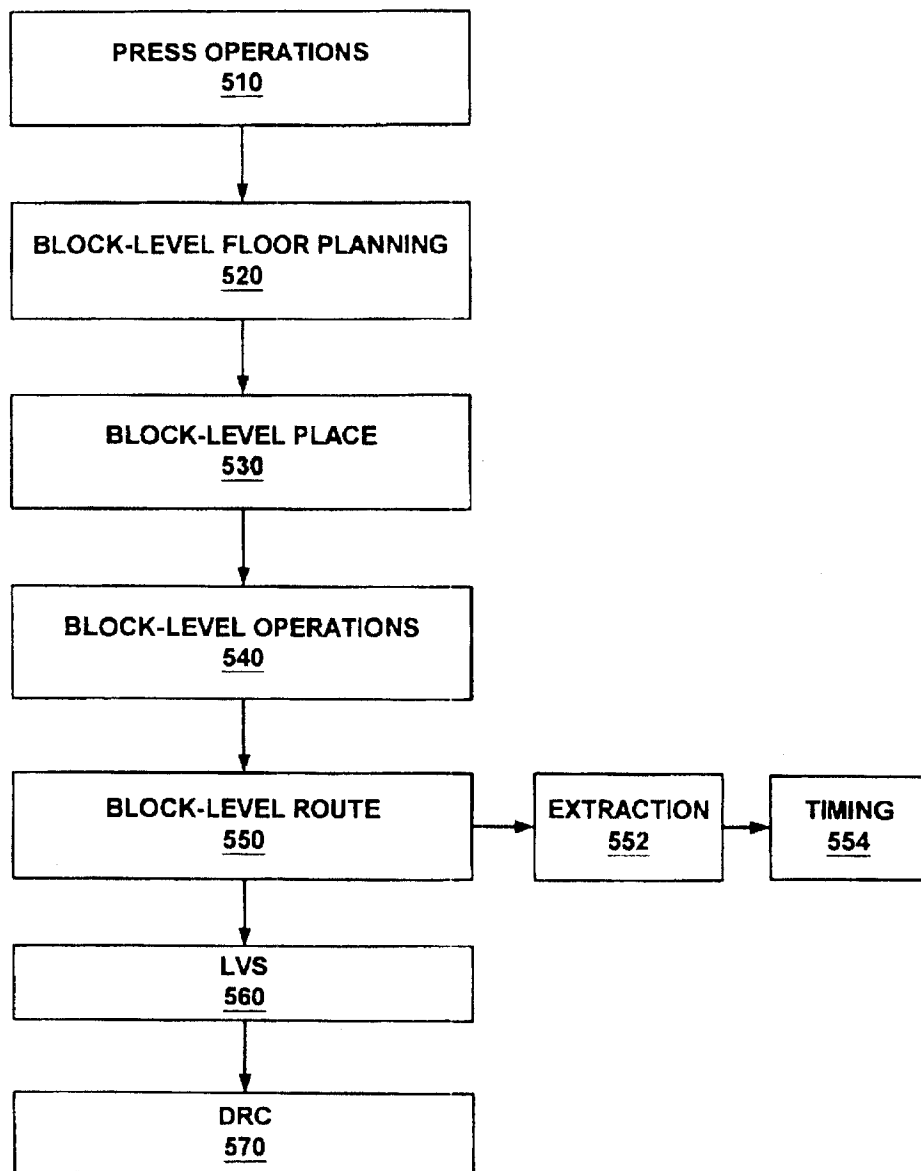 PRESS OPERATIONS
510
BLOCK-LEVEL FLOOR PLANNING
520
BLOCK-LEVEL PLACE
530
BLOCK-LEVEL OPERATIONS
540
BLOCK-LEVEL ROUTE
550
EXTRACTION
552
TIMING
554
LVS
560
DRC
570